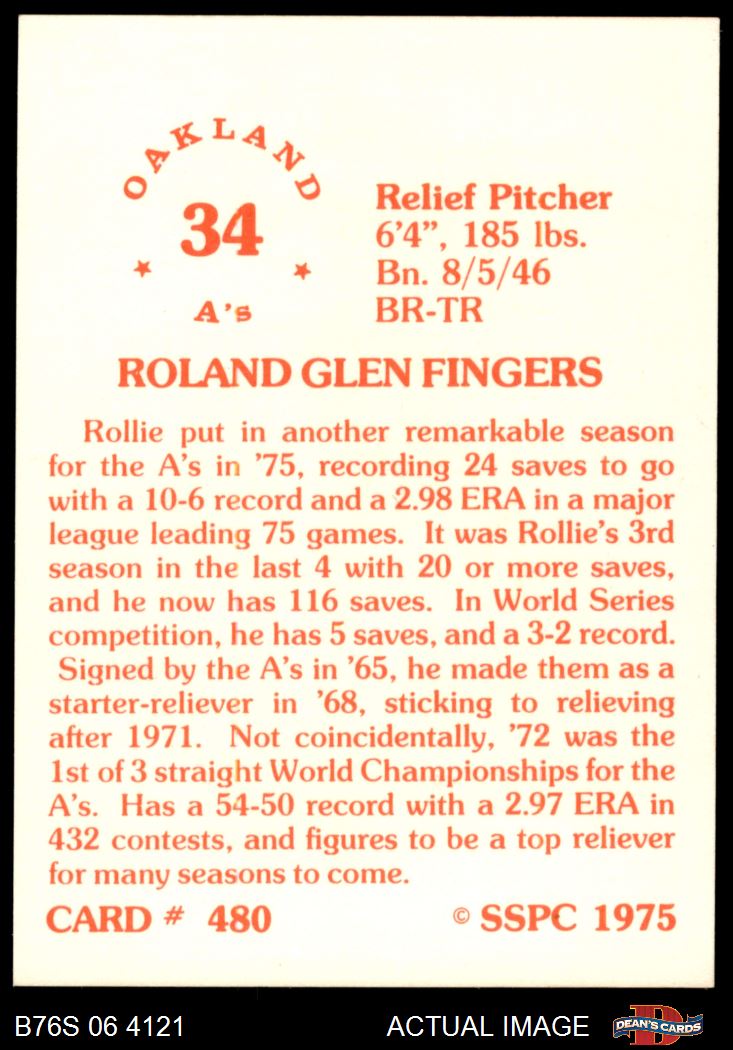 OAKLAND
34
A's
Relief Pitcher
6'4", 185 lbs.
Bn. 8/5/46
BR-TR
ROLAND GLEN FINGERS
Rollie put in another remarkable season
for the A's in '75, recording 24 saves to go
with a 10-6 record and a 2.98 ERA in a major
league leading 75 games. It was Rollie's 3rd
season in the last 4 with 20 or more saves,
and he now has 116 saves. In World Series
competition, he has 5 saves, and a 3-2 record.
Signed by the A's in '65, he made them as a
starter-reliever in '68, sticking to relieving
after 1971. Not coincidentally, '72 was the
1st of 3 straight World Championships for the
A's. Has a 54-50 record with a 2.97 ERA in
432 contests, and figures to be a top reliever
for many seasons to come.
CARD # 480 © SSPC 1975
B76S 06 4121 ACTUAL IMAGE D DEAN'S CARDS